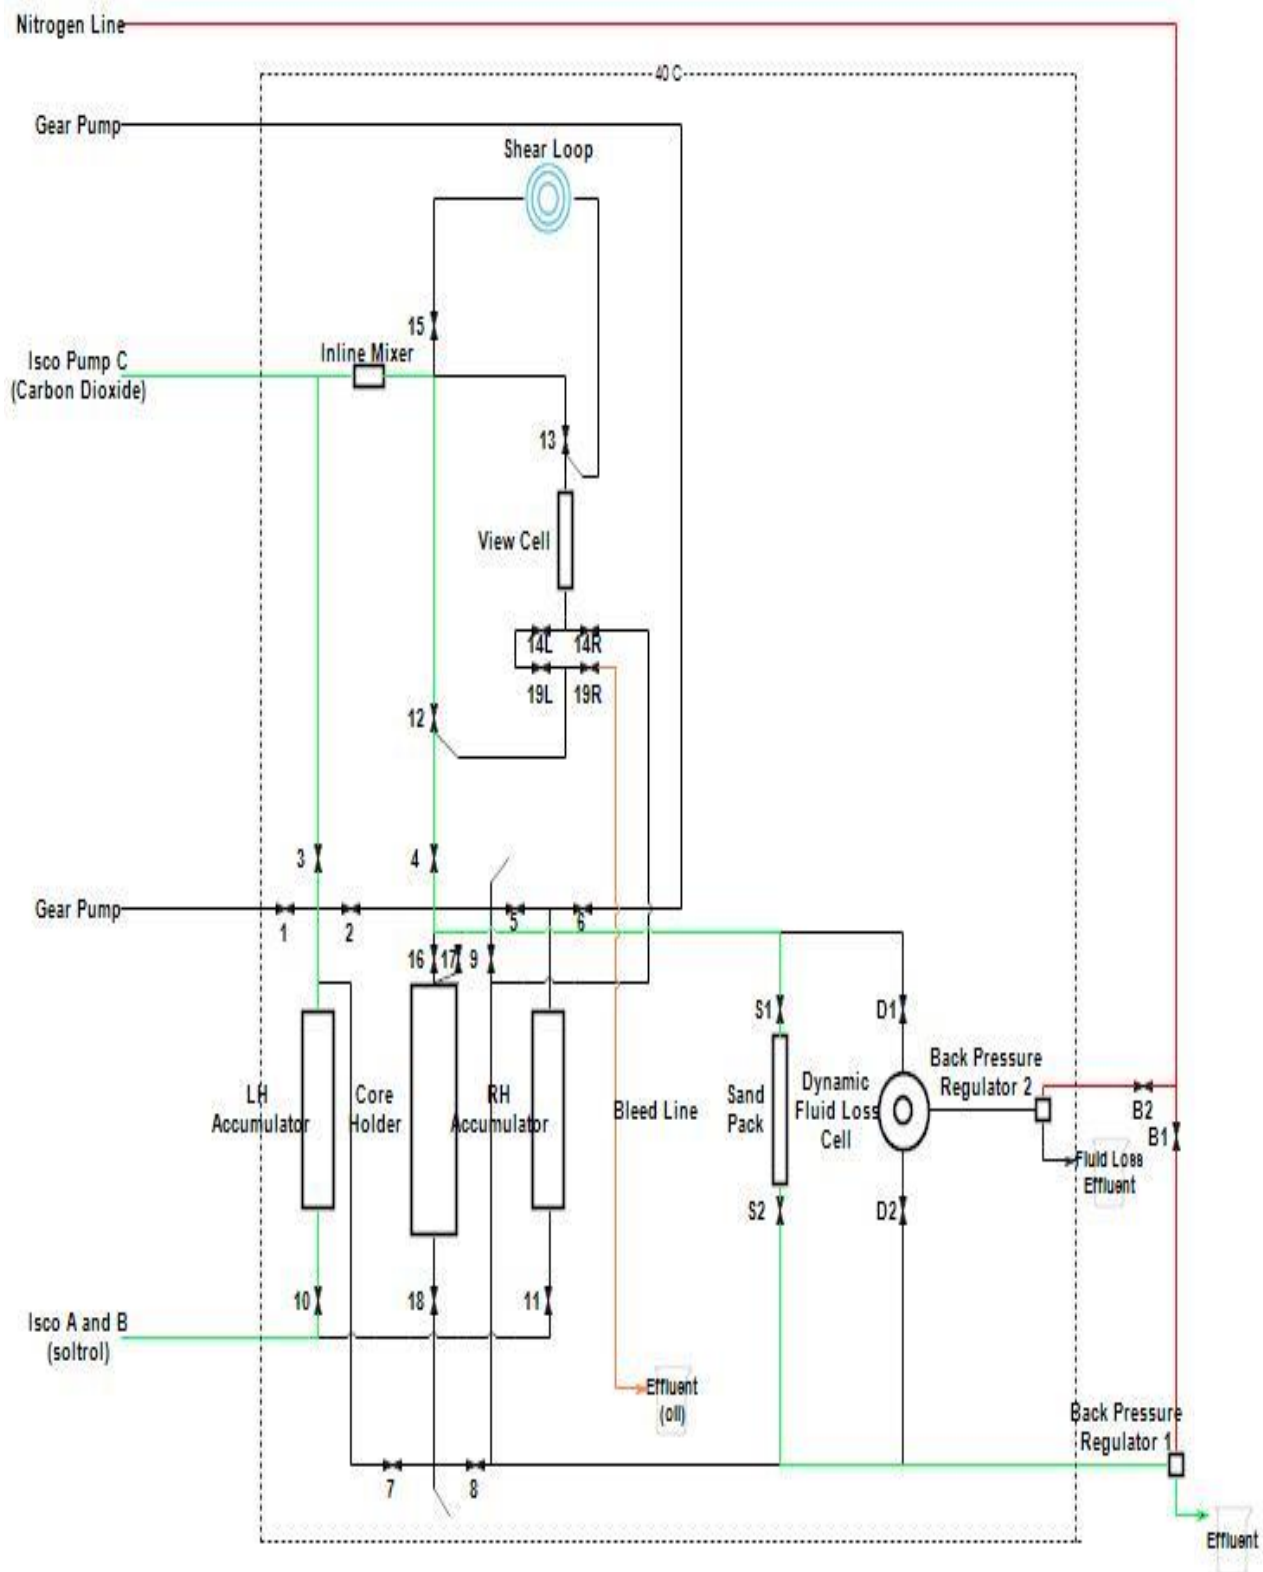 Nitrogen Line
40 C
Gear Pump
Shear Loop
15
Inline Mixer
Isco Pump C
(Carbon Dioxide)
13
View Cell
14L 14R
19L 19R
12
3
4
Gear Pump
1
2
5
6
16
17
9
S1
D1
Back Pressure
Regulator 2
LH
Accumulator
Core
Holder
RH
Accumulator
Bleed Line
Sand
Pack
Dynamic
Fluid Loss
Cell
B2
B1
Fluid Loss
Effluent
S2
D2
10
18
11
Isco A and B
(soltrol)
Effluent
(oil)
Back Pressure
Regulator 1
7
8
Effluent